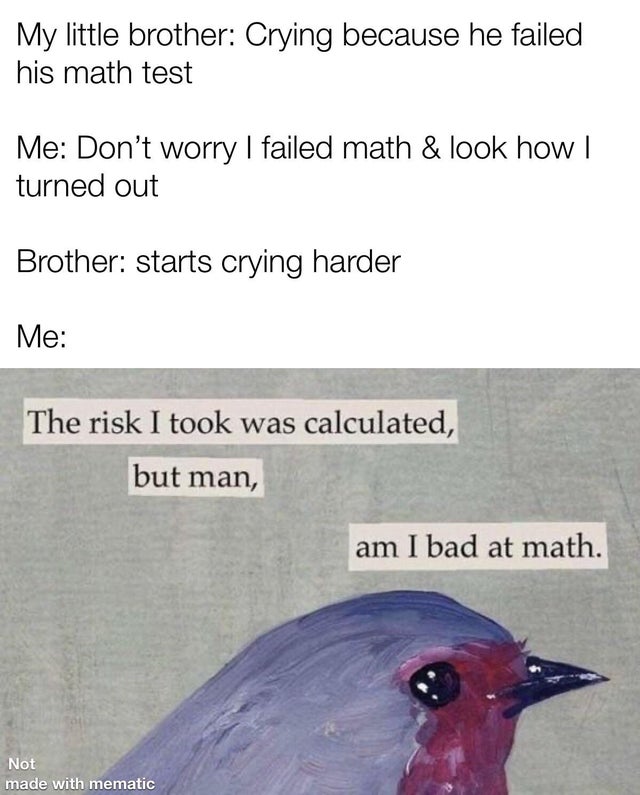 My little brother: Crying because he failed
his math test
Me: Don’t worry I failed math & look how I
turned out
Brother: starts crying harder
Me:
The risk I took was calculated,
but man,
am I bad at math.
Not
made with mematic